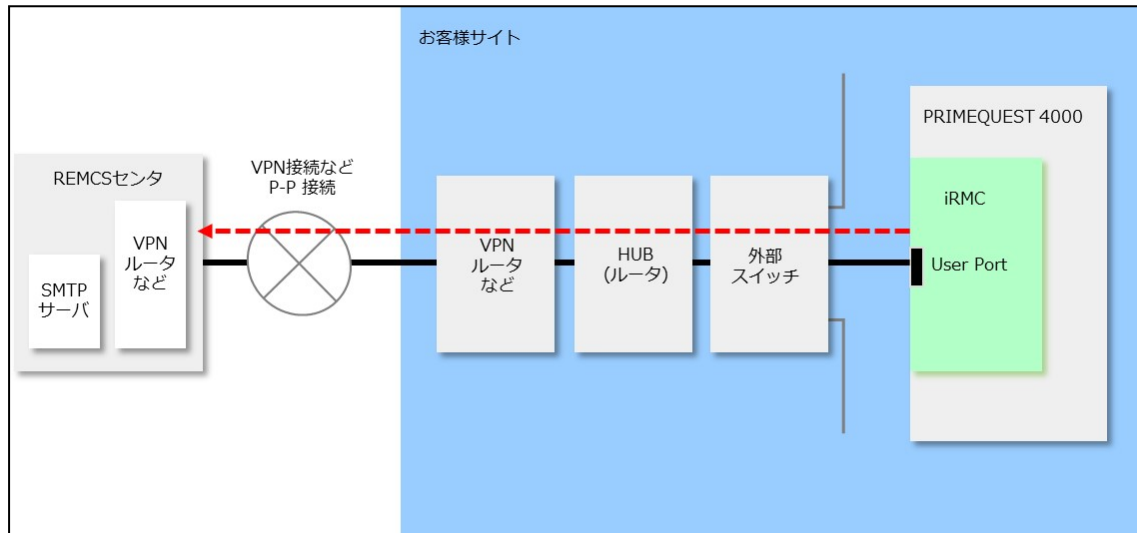 お客様サイト
REMCSセンタ
VPN
ルータ
など
SMTP
サーバ
VPN接続など
P-P 接続
VPN
ルータ
など
HUB
(ルータ)
外部
スイッチ
PRIMEQUEST 4000
iRMC
User Port